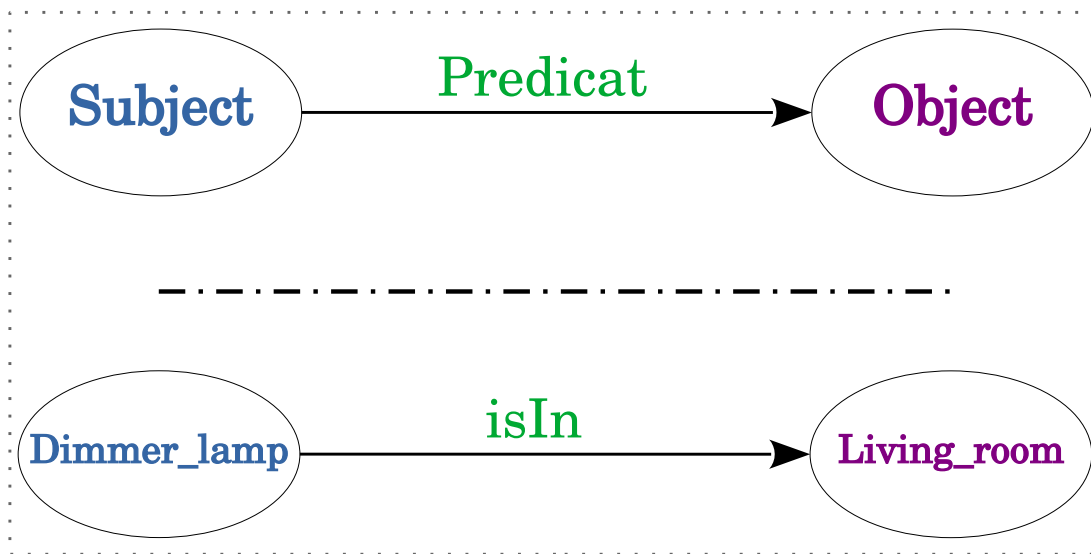 Predicat
Subject
Object
isIn
Dimmer_lamp
Living_room